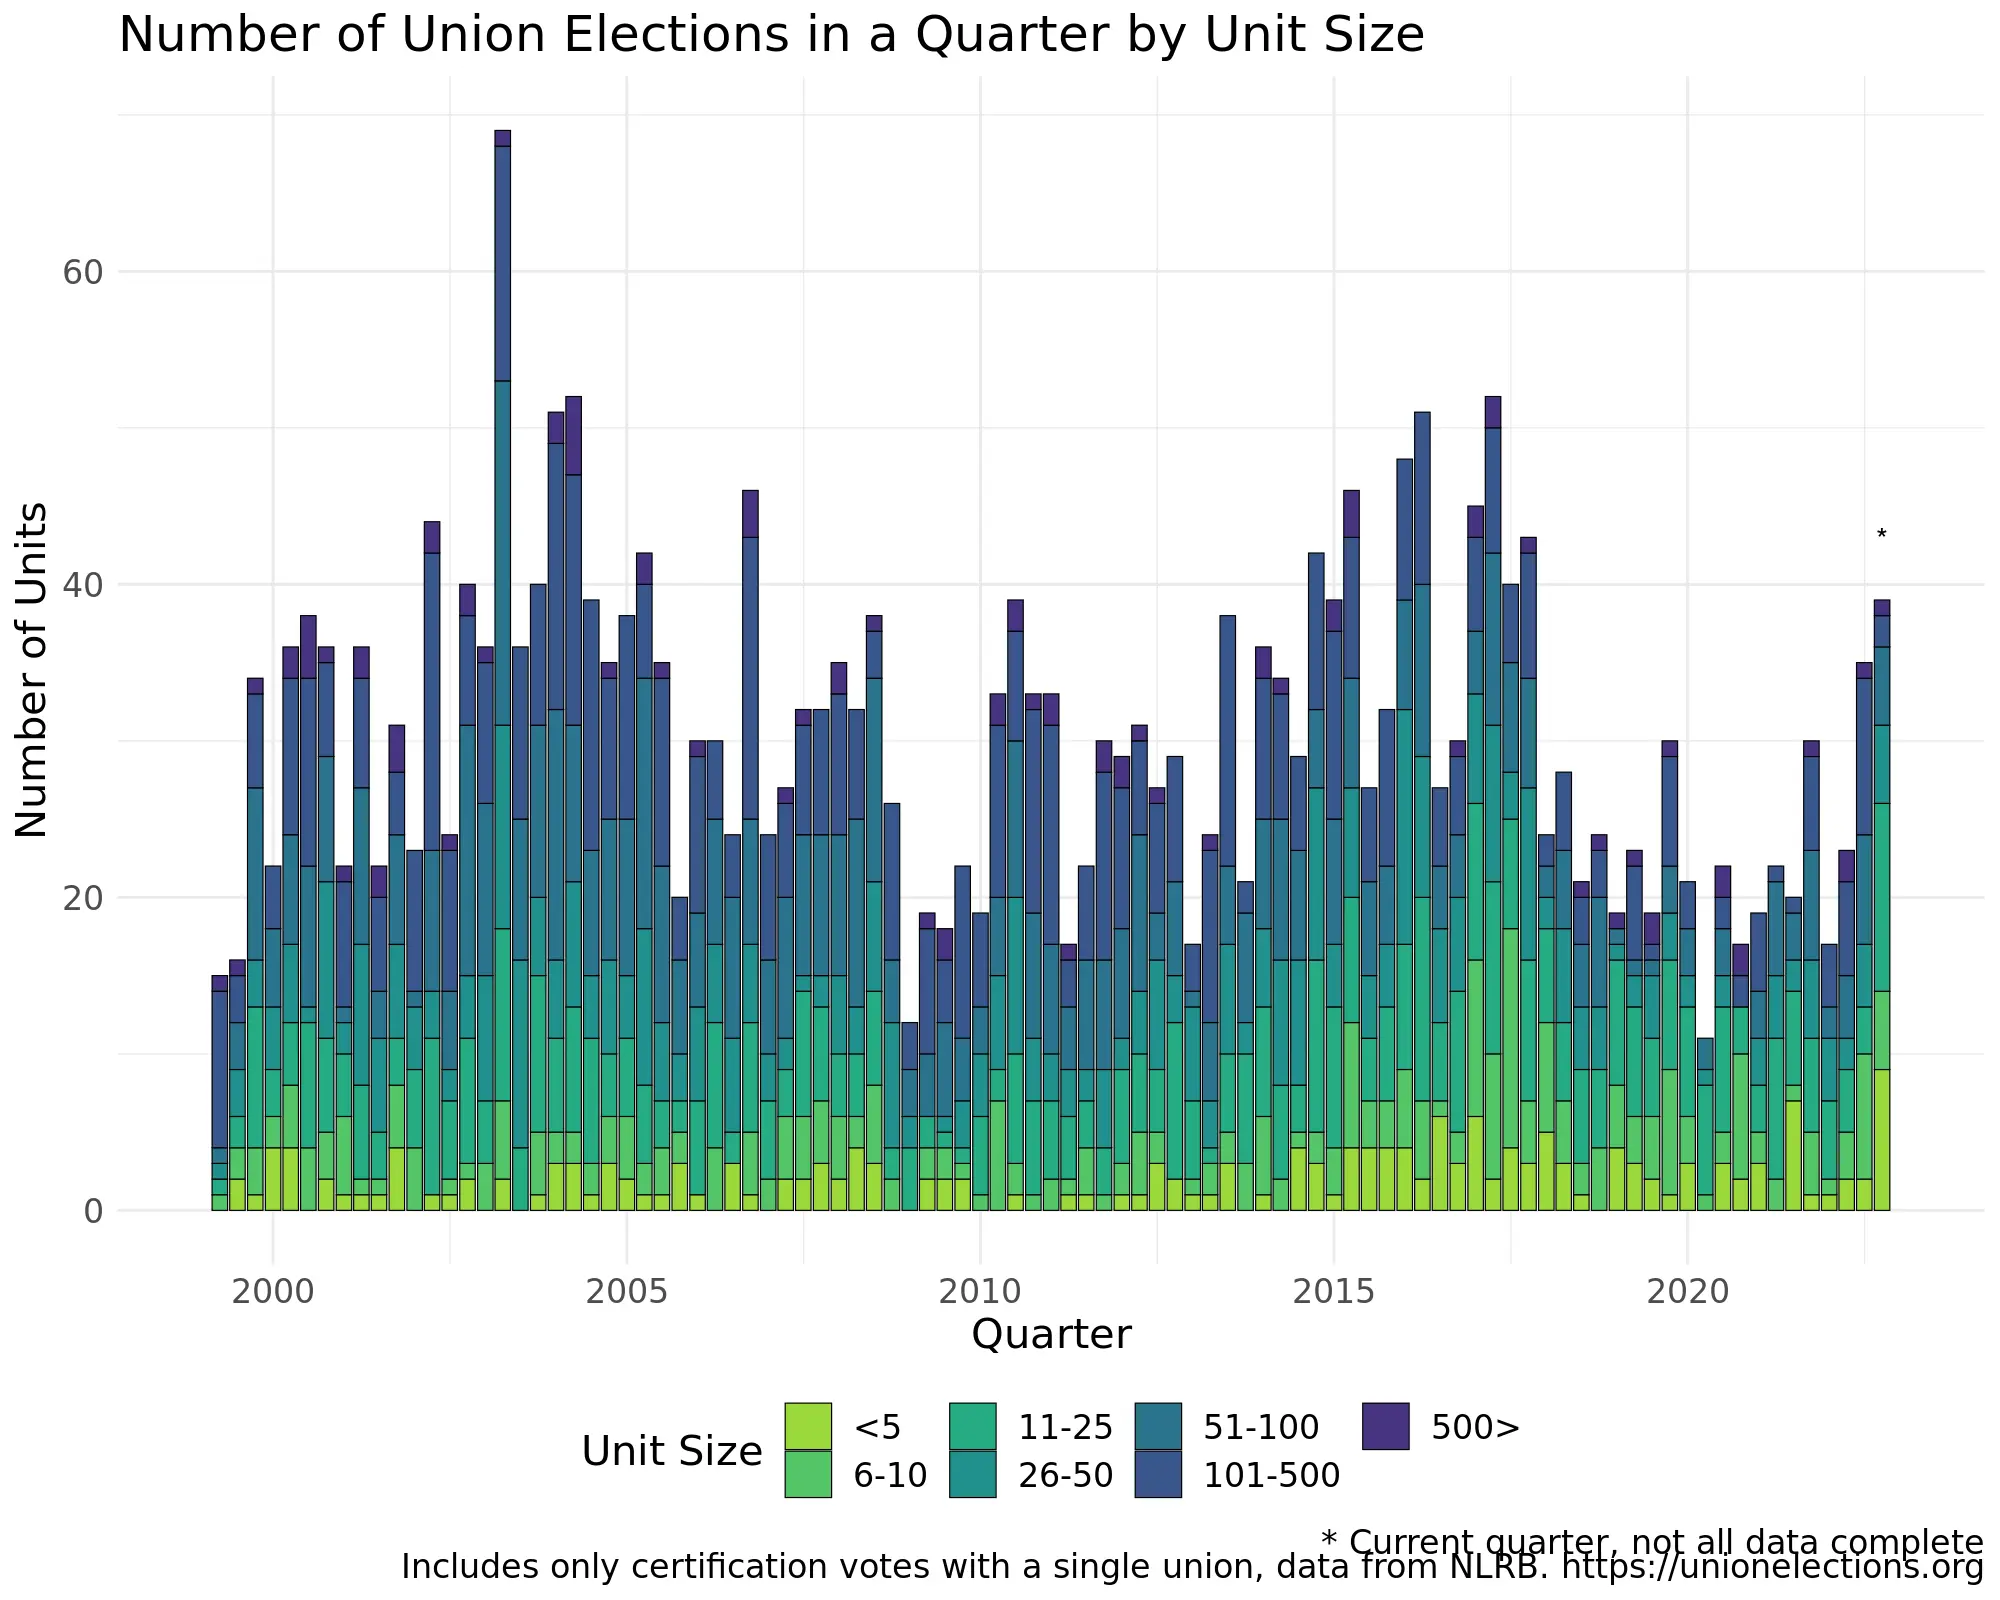 Number of Union Elections in a Quarter by Unit Size
Number of Units
60
40
20
0
*
2000 2005 2010 2015 2020
Quarter
Unit Size
<5 11-25 51-100 500>
6-10 26-50 101-500
* Current quarter, not all data complete
Includes only certification votes with a single union, data from NLRB. https://unionelections.org